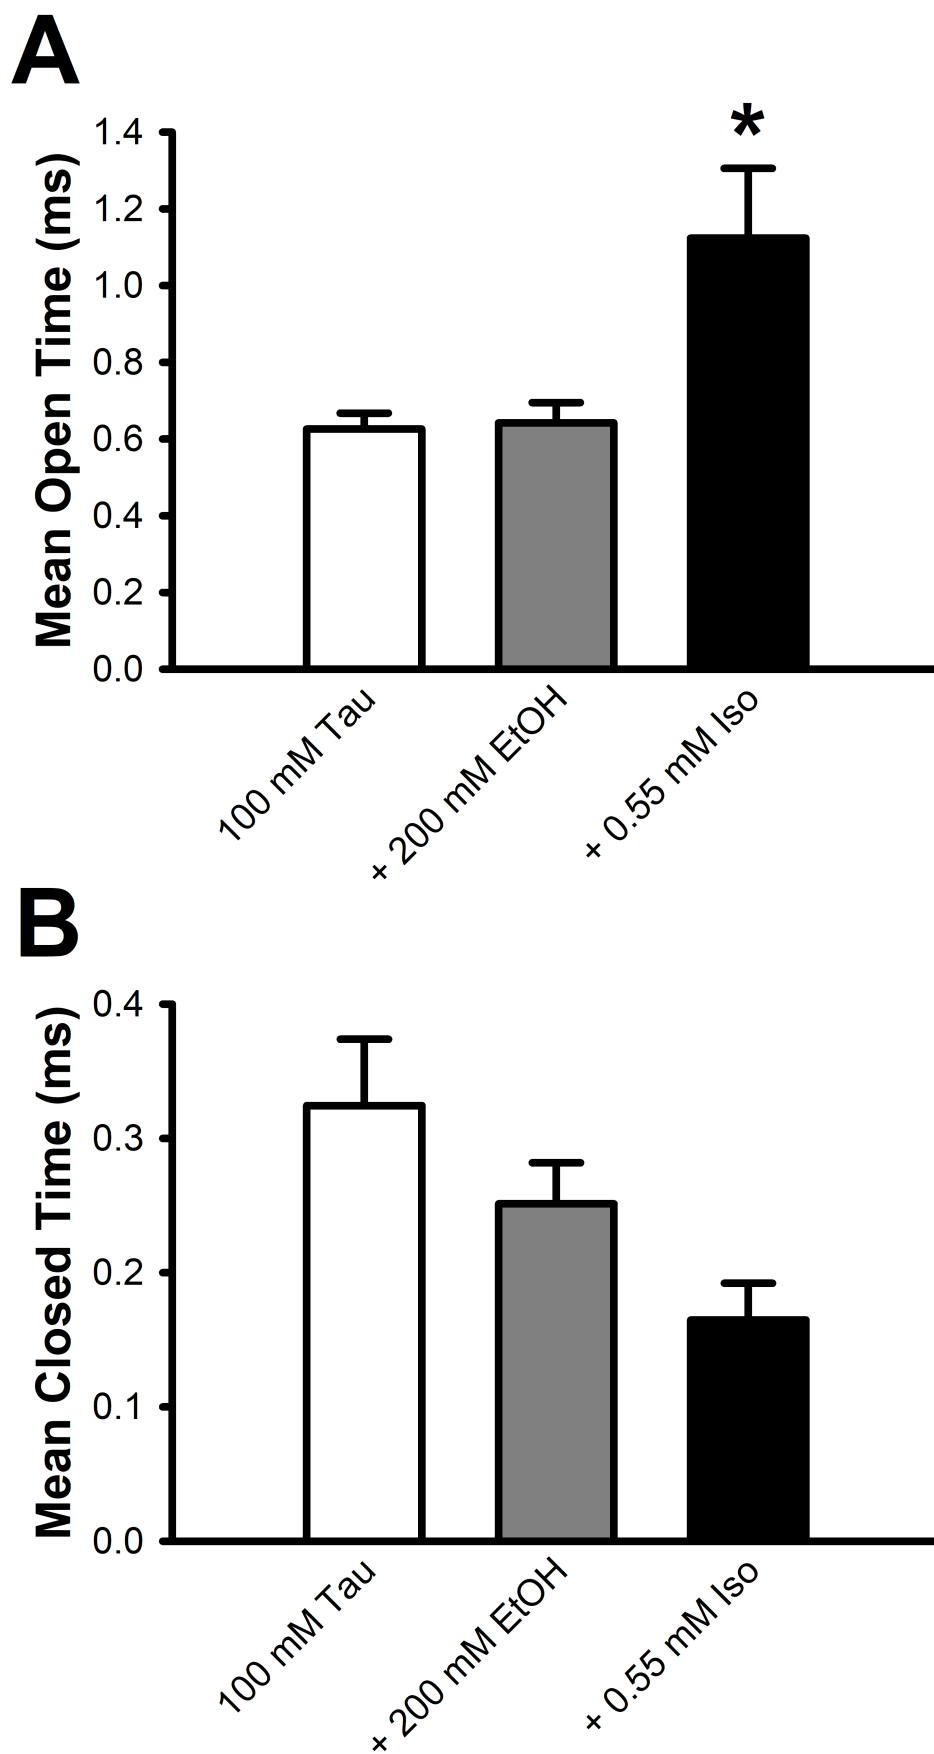 A
*
Mean Open Time (ms)
1.4
1.2
1.0
0.8
0.6
0.4
0.2
0.0
100 mM Tau
+ 200 mM EtOH
+ 0.55 mM Iso
B
Mean Closed Time (ms)
0.4
0.3
0.2
0.1
0.0
100 mM Tau
+ 200 mM EtOH
+ 0.55 mM Iso